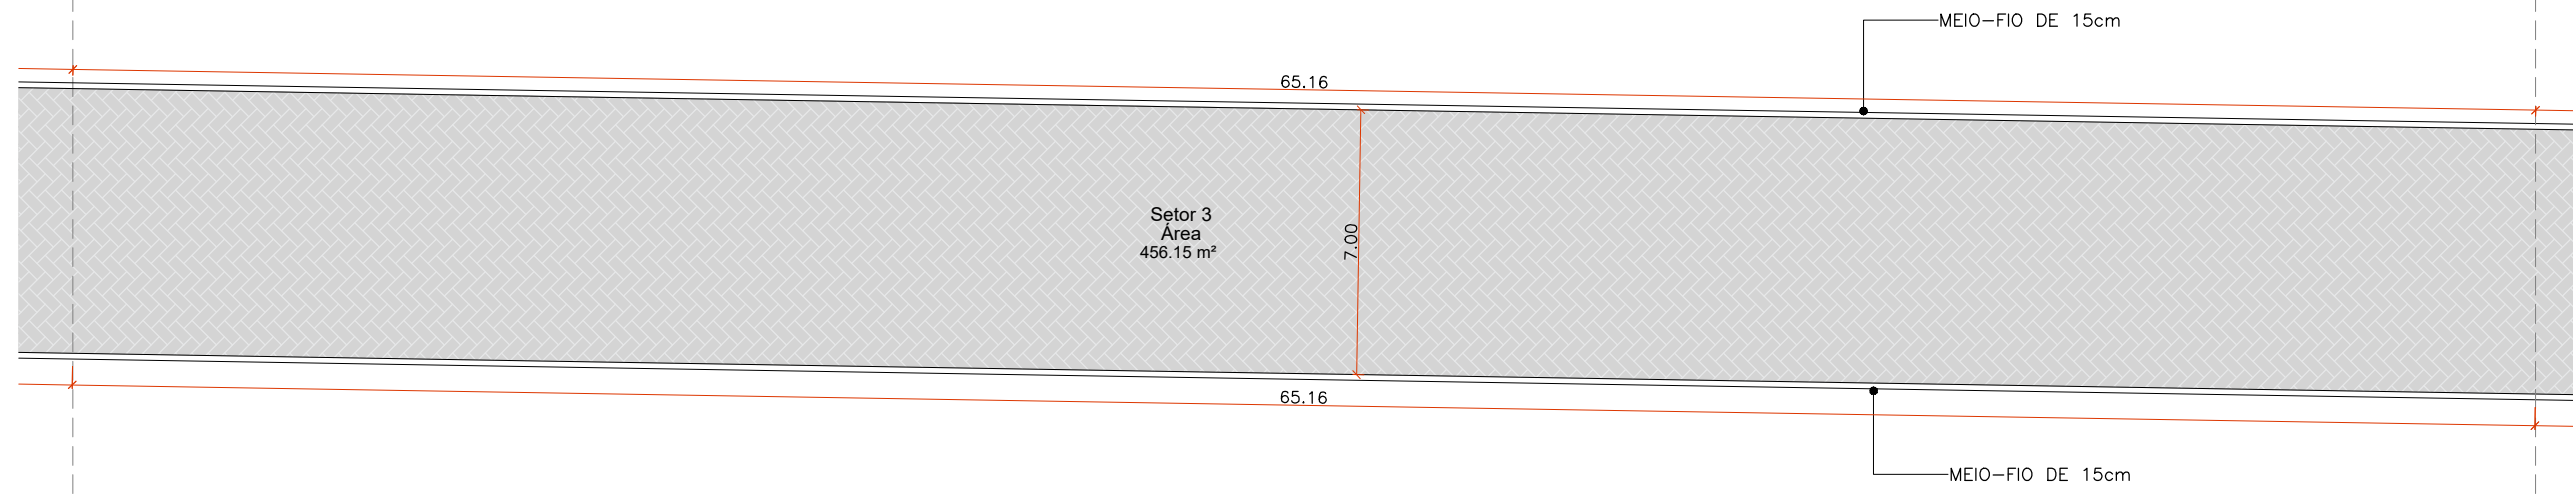 MEIO-FIO DE 15cm
65.16
Setor 3
Área
456.15 m²
7.00
65.16
MEIO-FIO DE 15cm